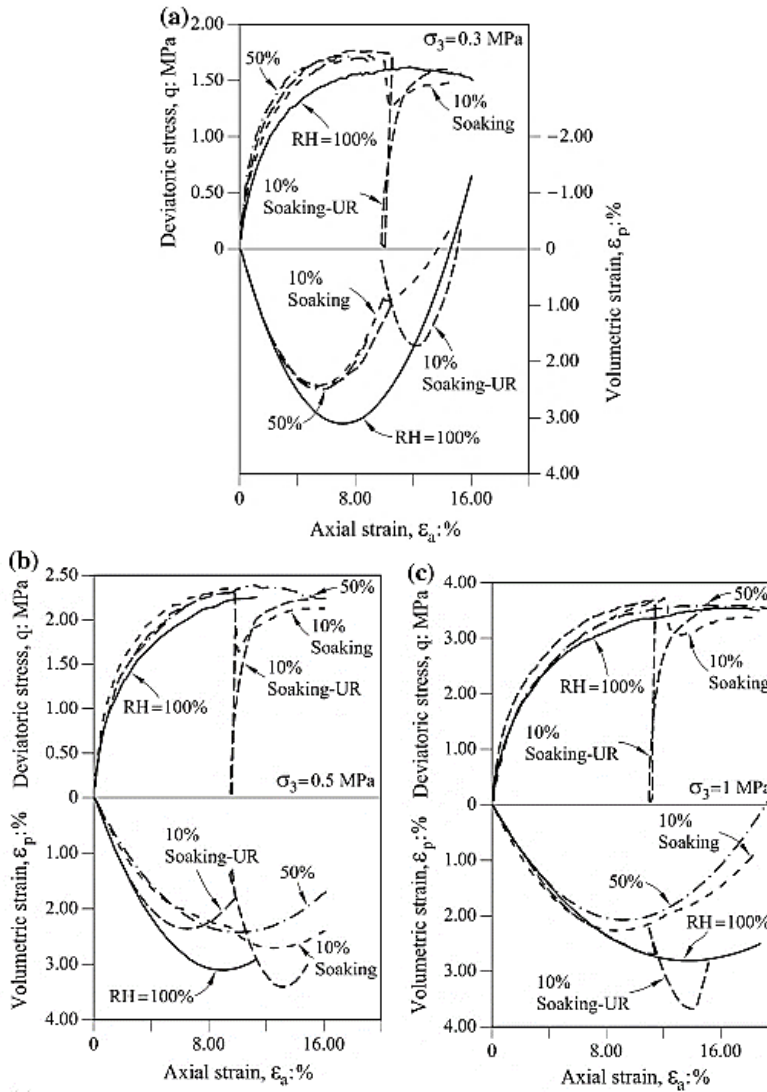 (a)
2.00
σ₃=0.3 MPa
50%
1.50
10%
Soaking
1.00
RH=100%
-2.00
Deviatoric stress, q: MPa
0.50
10%
Soaking-UR
-1.00
0
0
Volumetric strain, εp:%
10%
Soaking
1.00
10%
Soaking-UR
2.00
50%
RH=100%
3.00
4.00
0
8.00
16.00
Axial strain, εa:%
(b)
2.50
50%
2.00
10%
Soaking
1.50
10%
Soaking-UR
1.00
RH=100%
Deviatoric stress, q: MPa
0.50
σ₃=0.5 MPa
0
10%
Soaking-UR
1.00
50%
2.00
10%
Soaking
3.00
RH=100%
Volumetric strain, εp:%
4.00
0
8.00
16.00
Axial strain, εa:%
(c)
4.00
50%
3.00
10%
Soaking
RH=100%
2.00
Deviatoric stress, q: MPa
1.00
10%
Soaking-UR
σ₃=1 MPa
0
10%
Soaking
1.00
50%
2.00
RH=100%
3.00
10%
Soaking-UR
Volumetric strain, εp:%
4.00
0
8.00
16.00
Axial strain, εa:%